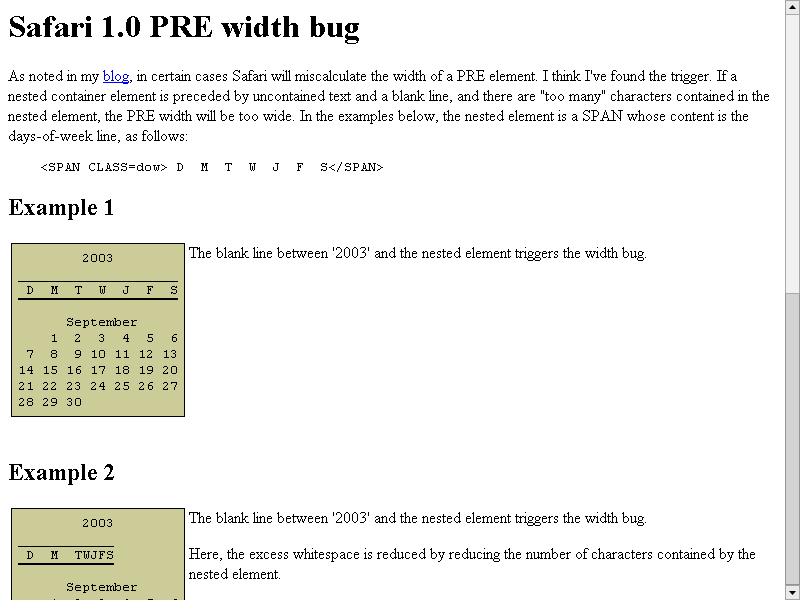 Safari 1.0 PRE width bug
As noted in my blog, in certain cases Safari will miscalculate the width of a PRE element. I think I've found the trigger. If a
nested container element is preceded by uncontained text and a blank line, and there are "too many" characters contained in the
nested element, the PRE width will be too wide. In the examples below, the nested element is a SPAN whose content is the
days-of-week line, as follows:
<SPAN CLASS=dow> D  M  T  W  J  F  S</SPAN>
Example 1
2003
D  M  T  W  J  F  S
September
1  2  3  4  5  6
7  8  9 10 11 12 13
14 15 16 17 18 19 20
21 22 23 24 25 26 27
28 29 30
The blank line between '2003' and the nested element triggers the width bug.
Example 2
2003
D  M  TWJFS
September
The blank line between '2003' and the nested element triggers the width bug.
Here, the excess whitespace is reduced by reducing the number of characters contained by the
nested element.